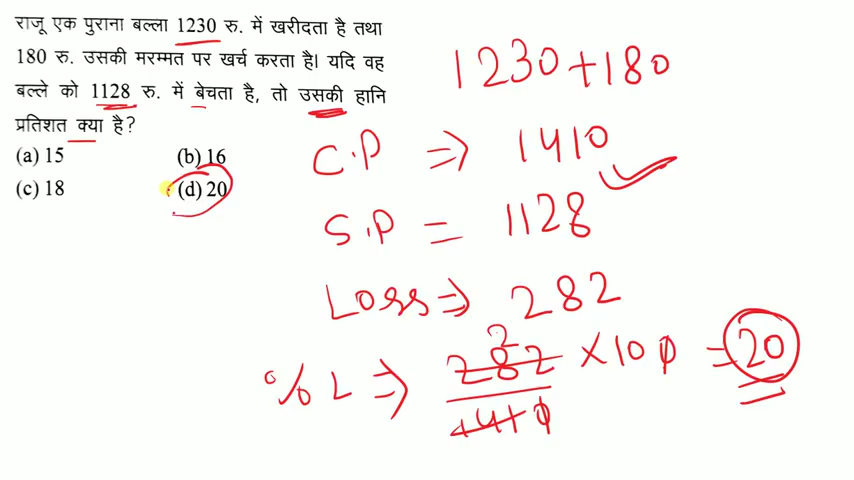 राजू एक पुराना बल्ला 1230 रु. में खरीदता है तथा
180 रु. उसकी मरम्मत पर खर्च करता है। यदि वह
बल्ले को 1128 रु. में बेचता है, तो उसकी हानि
प्रतिशत क्या है?
(a) 15 (b) 16
(c) 18 (d) 20
1230+180
C.P ⇒ 1410
S.P = 1128
Loss ⇒ 282
2
% L ⇒ 282 × 100 = 20
1410